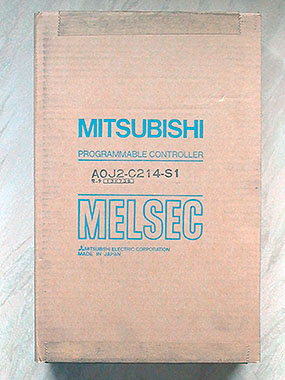 MITSUBISHI
PROGRAMMABLE CONTROLLER
A0J2-C214-S1
MELSEC
MITSUBISHI ELECTRIC CORPORATION
MADE IN JAPAN